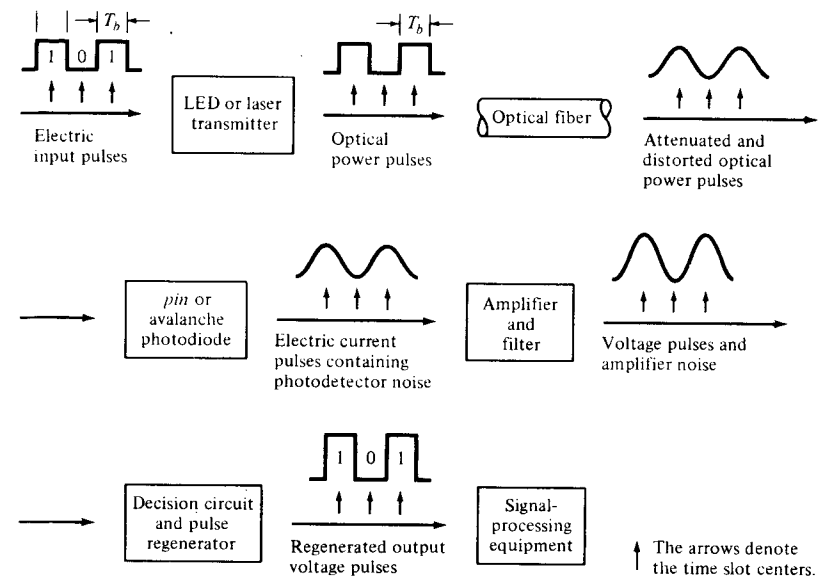 T_b
1 0 1
Electric
input pulses
LED or laser
transmitter
T_b
Optical
power pulses
Optical fiber
Attenuated and
distorted optical
power pulses
pin or
avalanche
photodiode
Electric current
pulses containing
photodetector noise
Amplifier
and
filter
Voltage pulses and
amplifier noise
Decision circuit
and pulse
regenerator
1 0 1
Regenerated output
voltage pulses
Signal-
processing
equipment
The arrows denote
the time slot centers.